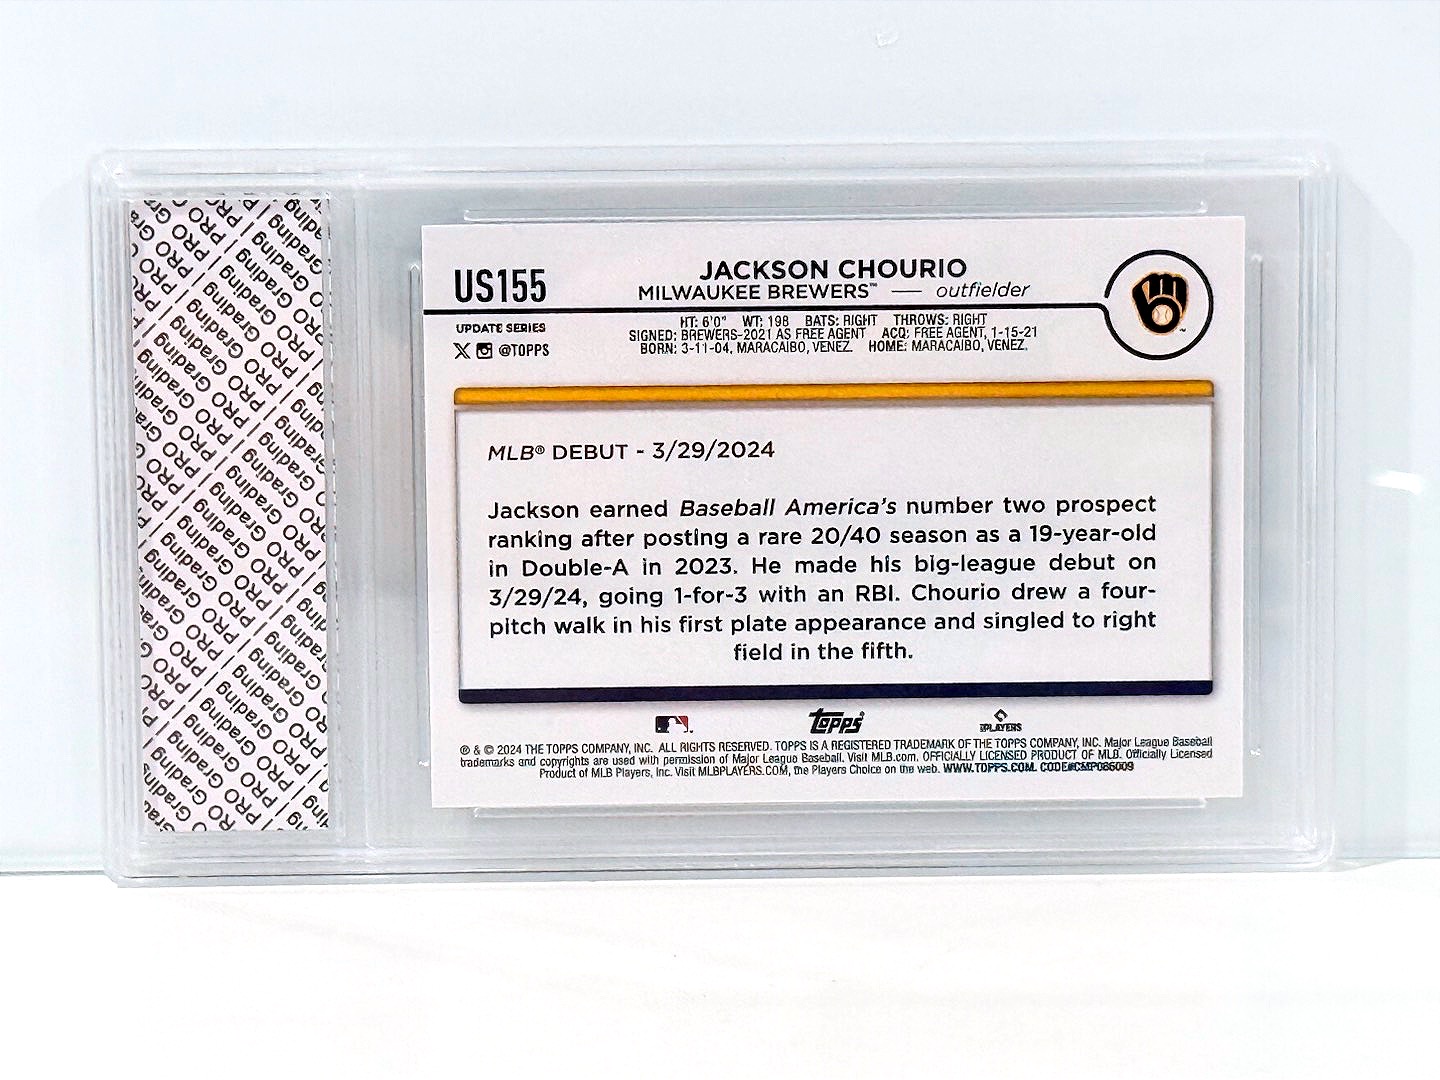 US155
JACKSON CHOURIO
MILWAUKEE BREWERS™ — outfielder
UPDATE SERIES
@TOPPS
HT: 6'0" WT: 198 BATS: RIGHT THROWS: RIGHT
SIGNED: BREWERS-2021 AS FREE AGENT ACQ: FREE AGENT, 1-15-21
BORN: 3-11-04, MARACAIBO, VENEZ. HOME: MARACAIBO, VENEZ.
MLB® DEBUT - 3/29/2024
Jackson earned Baseball America's number two prospect
ranking after posting a rare 20/40 season as a 19-year-old
in Double-A in 2023. He made his big-league debut on
3/29/24, going 1-for-3 with an RBI. Chourio drew a four-
pitch walk in his first plate appearance and singled to right
field in the fifth.
Topps
PLAYERS
® & © 2024 THE TOPPS COMPANY, INC. ALL RIGHTS RESERVED. TOPPS IS A REGISTERED TRADEMARK OF THE TOPPS COMPANY, INC. Major League Baseball
trademarks and copyrights are used with permission of Major League Baseball. Visit MLB.com. OFFICIALLY LICENSED PRODUCT OF MLB. Officially Licensed
Product of MLB Players, Inc. Visit MLBPLAYERS.COM, the Players Choice on the web. WWW.TOPPS.COM. CODE#CMP086009
PRO Grading